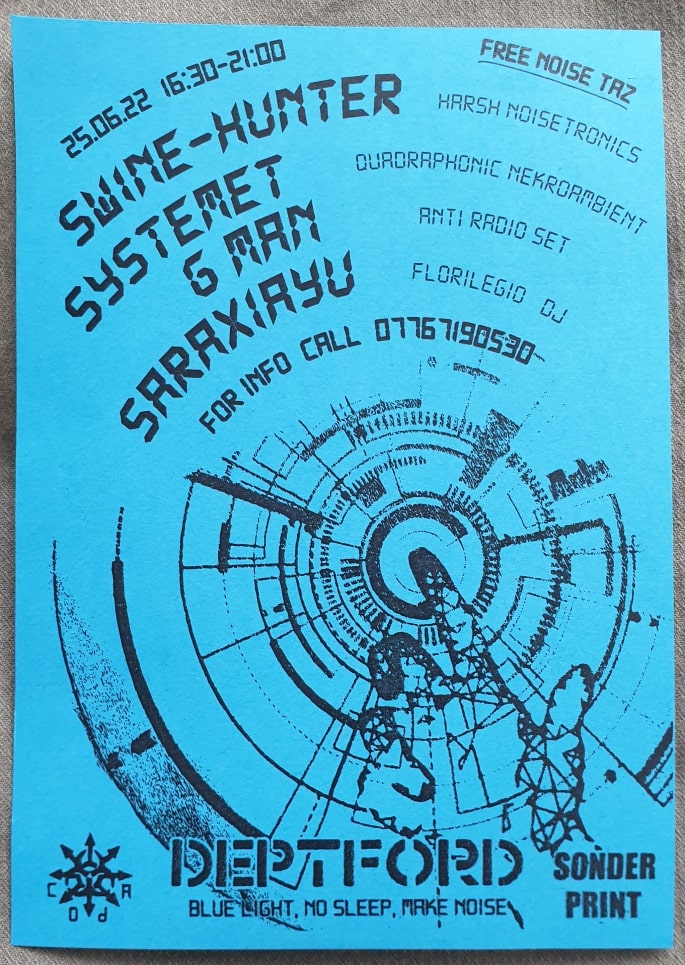 25.06.22 16:30-21:00
SWINE-HUNTER
SYSTEMET
& MAN
SARAXIAYU
FOR INFO CALL 07767190530
FREE NOISE TAZ
HARSH NOISETRONICS
QUADRAPHONIC NEKROAMBIENT
ANTI RADIO SET
FLORILEGIO DJ
C O d A
DEPTFORD
BLUE LIGHT, NO SLEEP, MAKE NOISE
SONDER
PRINT